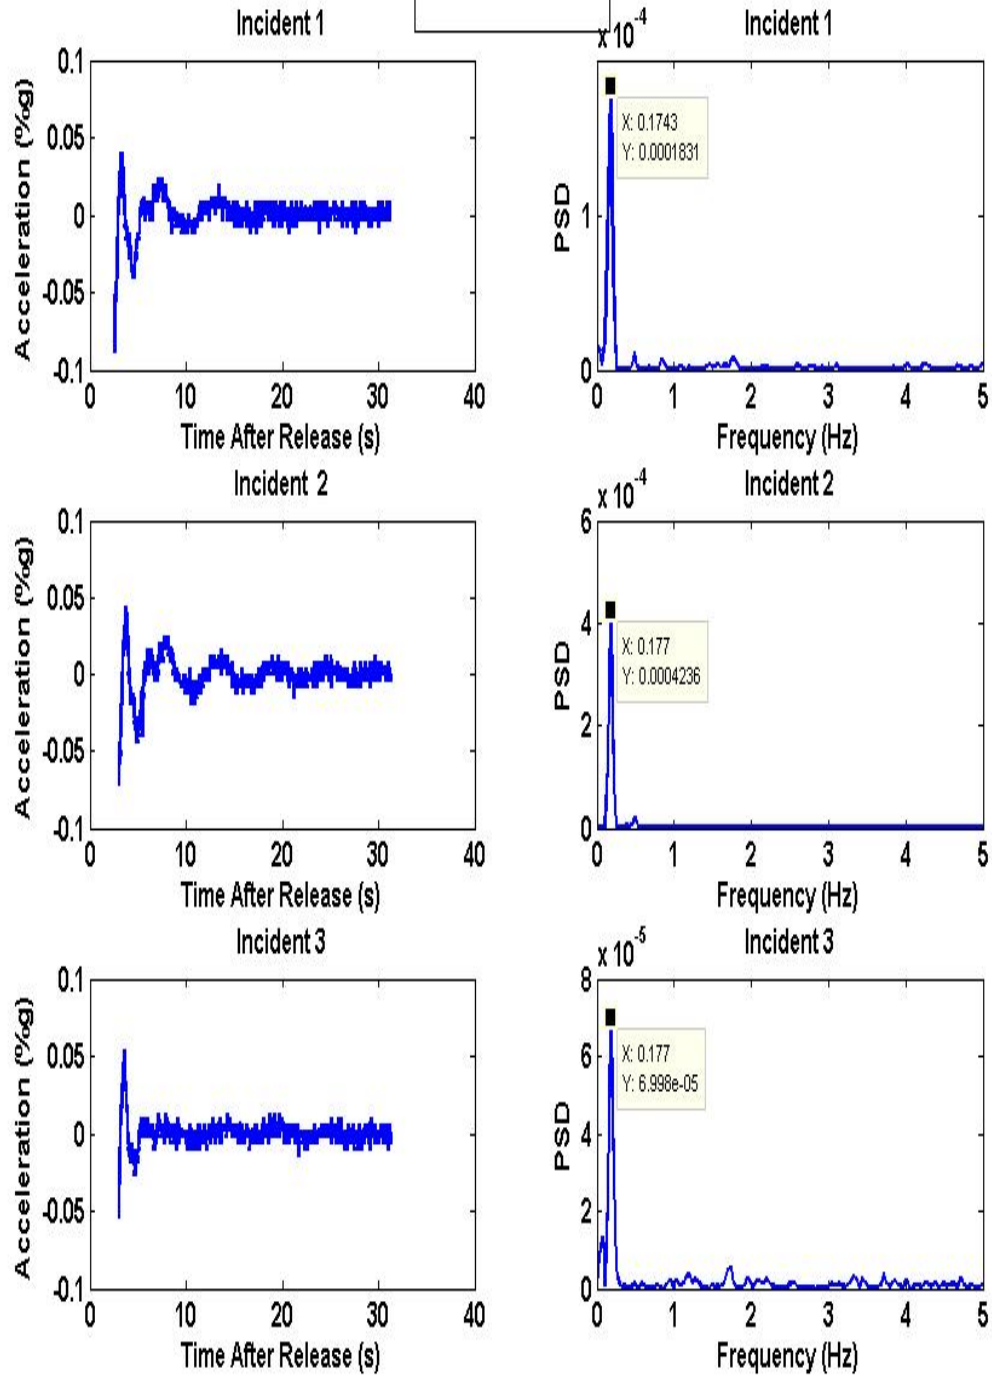 Incident 1
Acceleration (%g)
0.1
0.05
0
-0.05
-0.1
0 10 20 30 40
Time After Release (s)
x 10^-4
Incident 1
PSD
1
0
X: 0.1743
Y: 0.0001831
0 1 2 3 4 5
Frequency (Hz)
Incident 2
Acceleration (%g)
0.1
0.05
0
-0.05
-0.1
0 10 20 30 40
Time After Release (s)
x 10^-4
Incident 2
PSD
6
4
2
0
X: 0.177
Y: 0.0004236
0 1 2 3 4 5
Frequency (Hz)
Incident 3
Acceleration (%g)
0.1
0.05
0
-0.05
-0.1
0 10 20 30 40
Time After Release (s)
x 10^-5
Incident 3
PSD
8
6
4
2
0
X: 0.177
Y: 6.998e-05
0 1 2 3 4 5
Frequency (Hz)